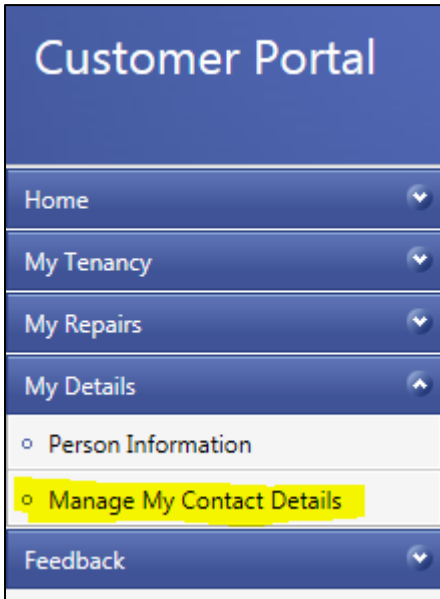 Customer Portal
Home
My Tenancy
My Repairs
My Details
Person Information
Manage My Contact Details
Feedback